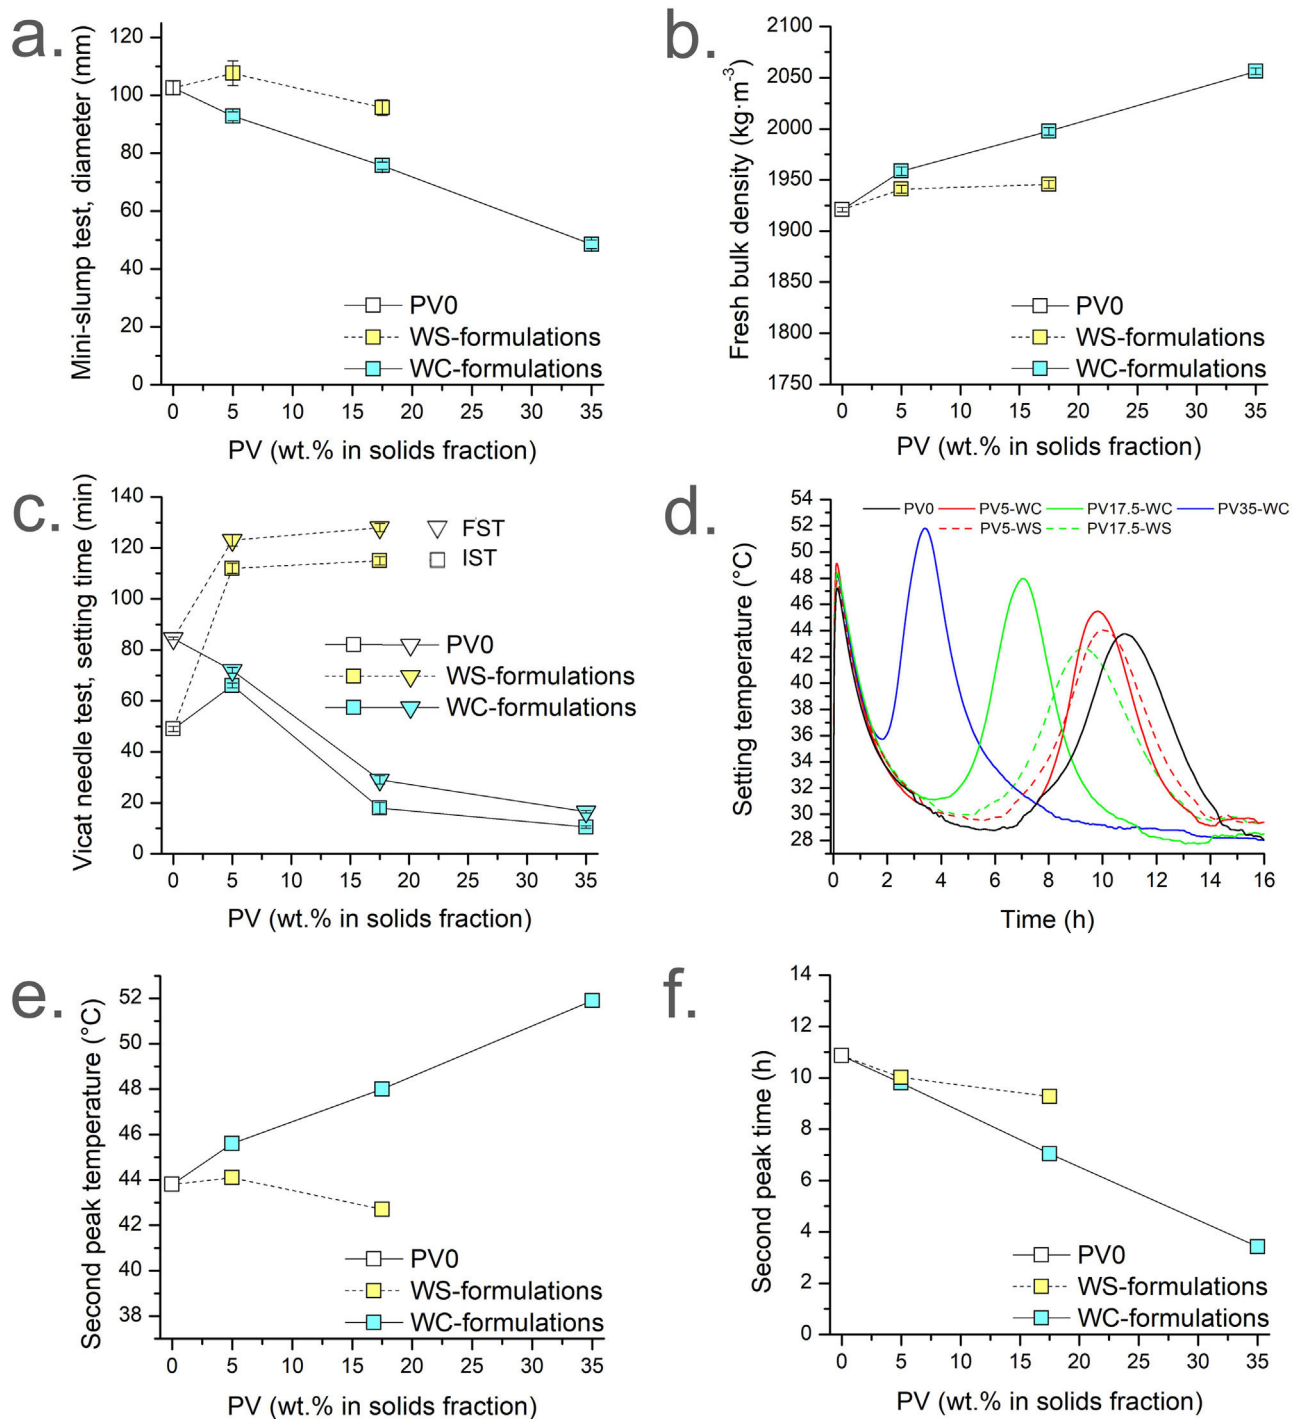 a.
Mini-slump test, diameter (mm)
120
100
80
60
40
20
0
0 5 10 15 20 25 30 35
PV (wt.% in solids fraction)
PV0
WS-formulations
WC-formulations
b.
Fresh bulk density (kg·m⁻³)
2100
2050
2000
1950
1900
1850
1800
1750
0 5 10 15 20 25 30 35
PV (wt.% in solids fraction)
PV0
WS-formulations
WC-formulations
c.
Vicat needle test, setting time (min)
140
120
100
80
60
40
20
0
0 5 10 15 20 25 30 35
PV (wt.% in solids fraction)
FST
IST
PV0
WS-formulations
WC-formulations
d.
Setting temperature (°C)
54
52
50
48
46
44
42
40
38
36
34
32
30
28
0 2 4 6 8 10 12 14 16
Time (h)
PV0 PV5-WC PV17.5-WC PV35-WC
PV5-WS PV17.5-WS
e.
Second peak temperature (°C)
52
50
48
46
44
42
40
38
0 5 10 15 20 25 30 35
PV (wt.% in solids fraction)
PV0
WS-formulations
WC-formulations
f.
Second peak time (h)
14
12
10
8
6
4
2
0
0 5 10 15 20 25 30 35
PV (wt.% in solids fraction)
PV0
WS-formulations
WC-formulations